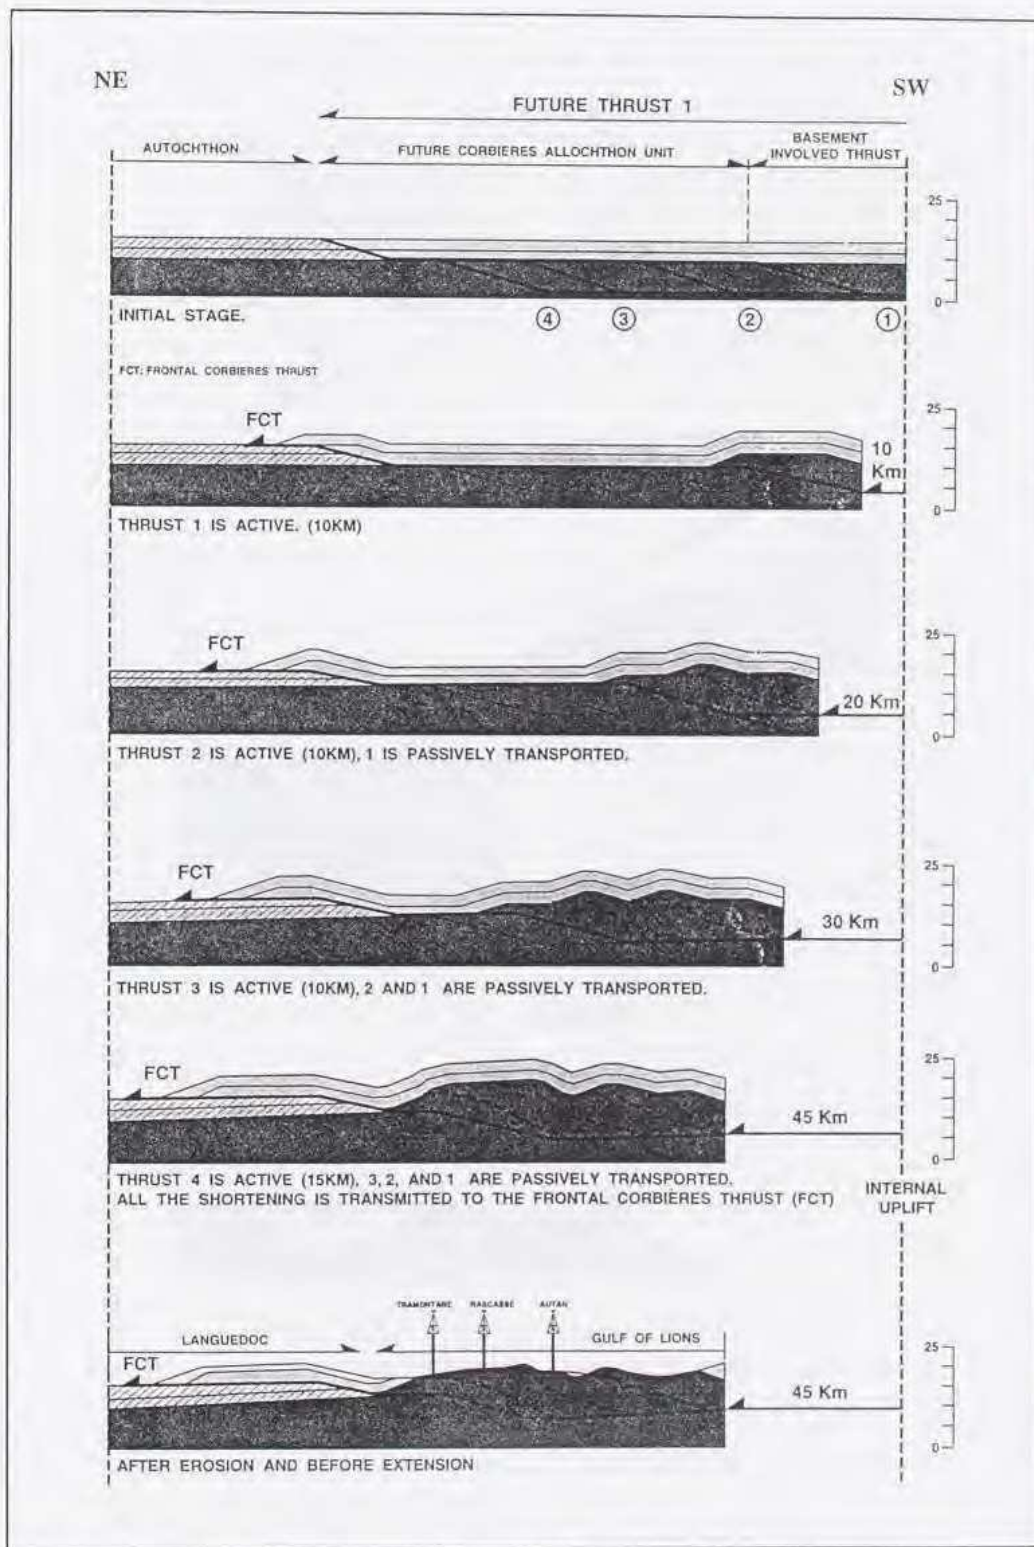 NE
SW
FUTURE THRUST 1
AUTOCHTHON
FUTURE CORBIERES ALLOCHTHON UNIT
BASEMENT
INVOLVED THRUST
25
0
INITIAL STAGE.
4
3
2
1
FCT: FRONTAL CORBIERES THRUST
FCT
25
10
Km
0
THRUST 1 IS ACTIVE. (10KM)
FCT
25
20 Km
0
THRUST 2 IS ACTIVE (10KM), 1 IS PASSIVELY TRANSPORTED.
FCT
25
30 Km
0
THRUST 3 IS ACTIVE (10KM), 2 AND 1 ARE PASSIVELY TRANSPORTED.
FCT
25
45 Km
0
THRUST 4 IS ACTIVE (15KM), 3, 2, AND 1 ARE PASSIVELY TRANSPORTED.
ALL THE SHORTENING IS TRANSMITTED TO THE FRONTAL CORBIÈRES THRUST (FCT)
INTERNAL
UPLIFT
TRAMONTANE
RASCASSE
AUTAN
LANGUEDOC
GULF OF LIONS
FCT
25
45 Km
0
AFTER EROSION AND BEFORE EXTENSION